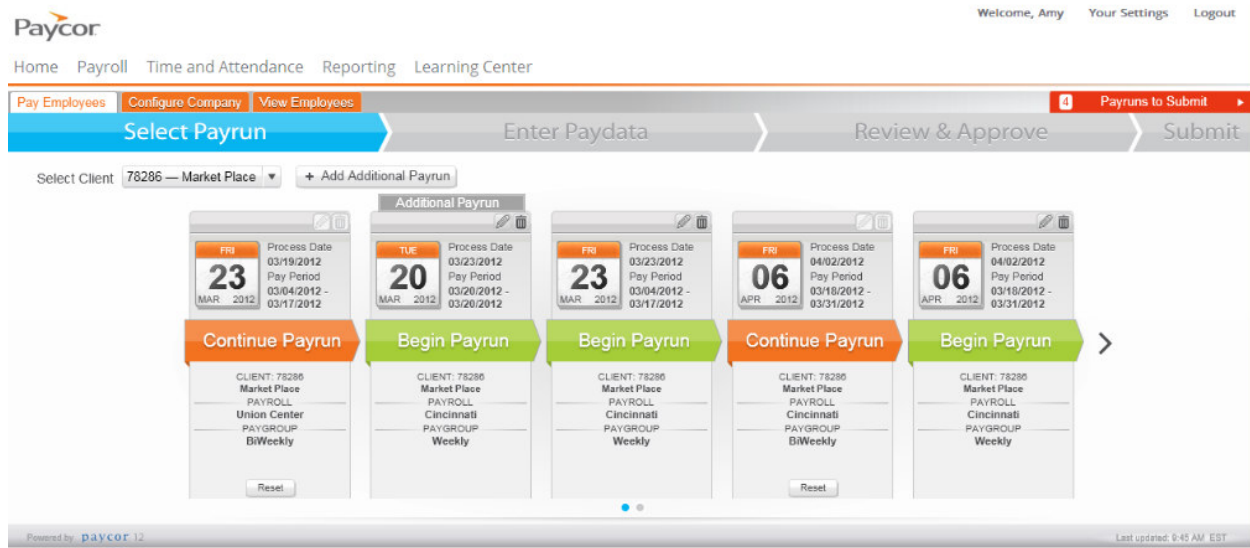 Welcome, Amy Your Settings Logout
Paycor
Home Payroll Time and Attendance Reporting Learning Center
Pay Employees Configure Company View Employees 4 Payruns to Submit
Select Payrun Enter Paydata Review & Approve Submit
Select Client 78286 — Market Place + Add Additional Payrun
Additional Payrun
FRI
23
MAR 2012
Process Date
03/19/2012
Pay Period
03/04/2012 -
03/17/2012
Continue Payrun
CLIENT: 78286
Market Place
PAYROLL
Union Center
PAYGROUP
BiWeekly
Reset
TUE
20
MAR 2012
Process Date
03/23/2012
Pay Period
03/20/2012 -
03/20/2012
Begin Payrun
CLIENT: 78286
Market Place
PAYROLL
Cincinnati
PAYGROUP
Weekly
FRI
23
MAR 2012
Process Date
03/23/2012
Pay Period
03/04/2012 -
03/17/2012
Begin Payrun
CLIENT: 78286
Market Place
PAYROLL
Cincinnati
PAYGROUP
Weekly
FRI
06
APR 2012
Process Date
04/02/2012
Pay Period
03/18/2012 -
03/31/2012
Continue Payrun
CLIENT: 78286
Market Place
PAYROLL
Cincinnati
PAYGROUP
BiWeekly
Reset
FRI
06
APR 2012
Process Date
04/02/2012
Pay Period
03/18/2012 -
03/31/2012
Begin Payrun
CLIENT: 78286
Market Place
PAYROLL
Cincinnati
PAYGROUP
Weekly
Powered by paycor 12 Last updated: 9:45 AM EST